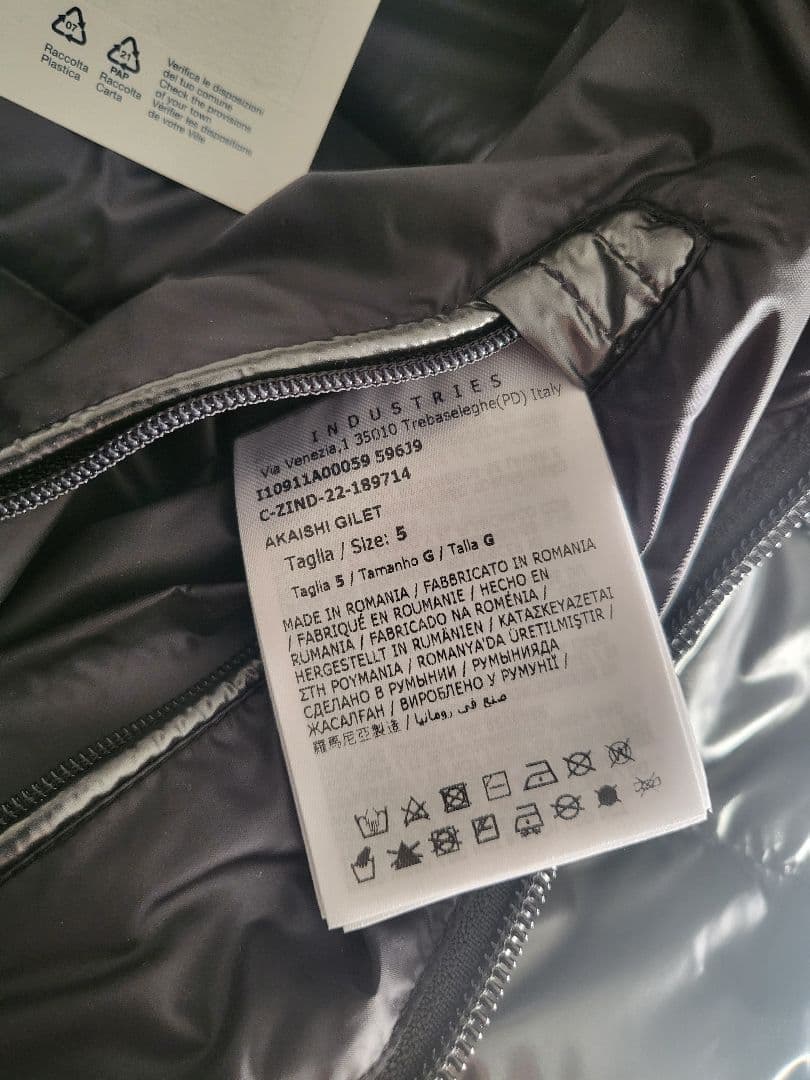 07
Raccolta
Plastica
21
PAP
Raccolta
Carta
Verifica le disposizioni
del tuo comune
Check the provisions
of your town
Vérifier les dispositions
de votre Ville
INDUSTRIES
Via Venezia,1 35010 Trebaseleghe(PD) Italy
I10911A00059 59639
C-ZIND-22-189714
AKAISHI GILET
Taglia / Size: 5
Taglia 5 / Tamanho G / Talla G
MADE IN ROMANIA / FABBRICATO IN ROMANIA
/ FABRIQUÉ EN ROUMANIE / HECHO EN
RUMANIA / FABRICADO NA ROMÉNIA /
HERGESTELLT IN RUMÄNIEN / ΚΑΤΑΣΚΕΥΑΖΕΤΑΙ
ΣΤΗ ΡΟΥΜΑΝΙΑ / ROMANYA'DA ÜRETILMIŞTIR /
СДЕЛАНО В РУМЫНИИ / РУМЫНИЯДА
ЖАСАЛҒАН / ВИРОБЛЕНО У РУМУНІЇ /
羅馬尼亞製造 / صنع في رومانيا